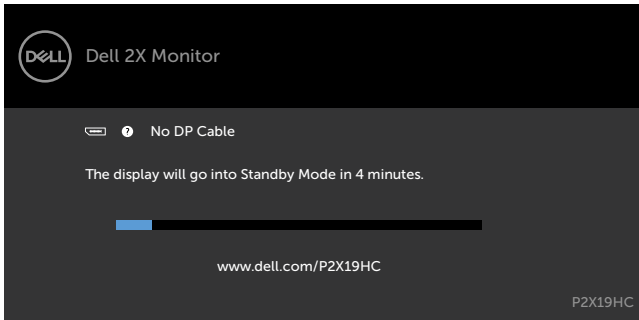 DELL
Dell 2X Monitor
? No DP Cable
The display will go into Standby Mode in 4 minutes.
www.dell.com/P2X19HC
P2X19HC